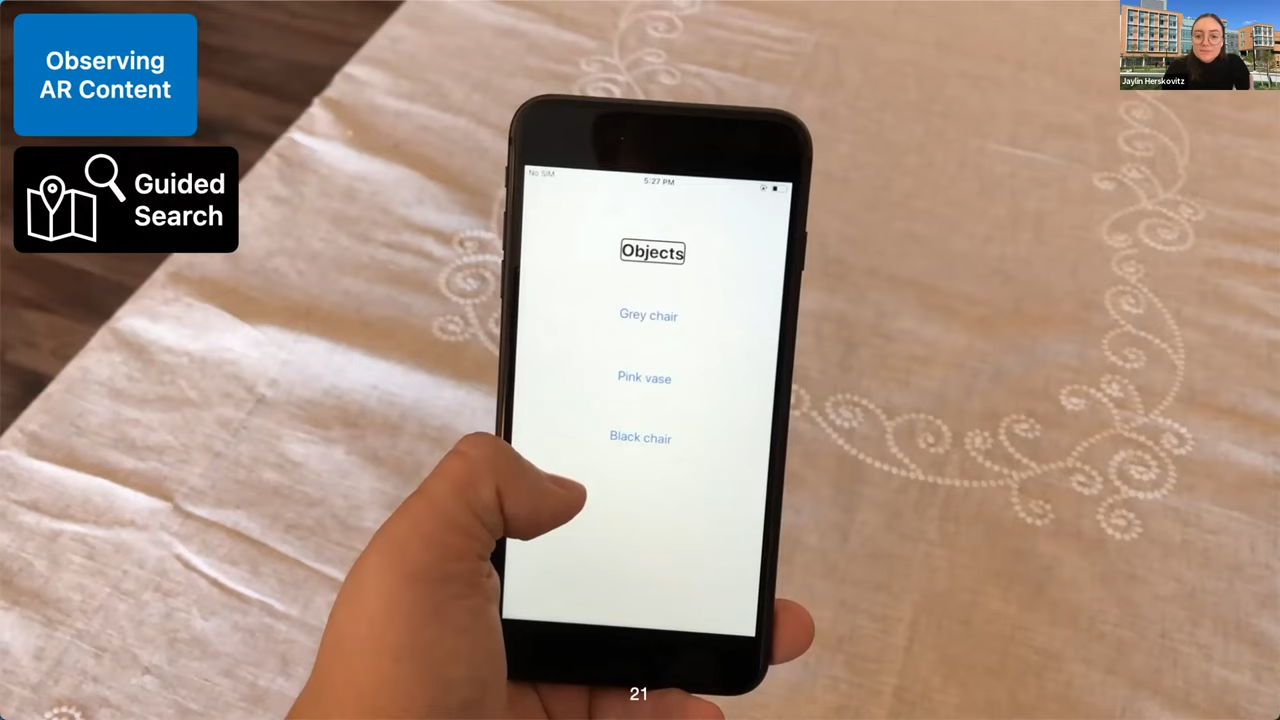 Observing
AR Content
Guided
Search
Jaylin Herskovitz
No SIM
5:27 PM
Objects
Grey chair
Pink vase
Black chair
21